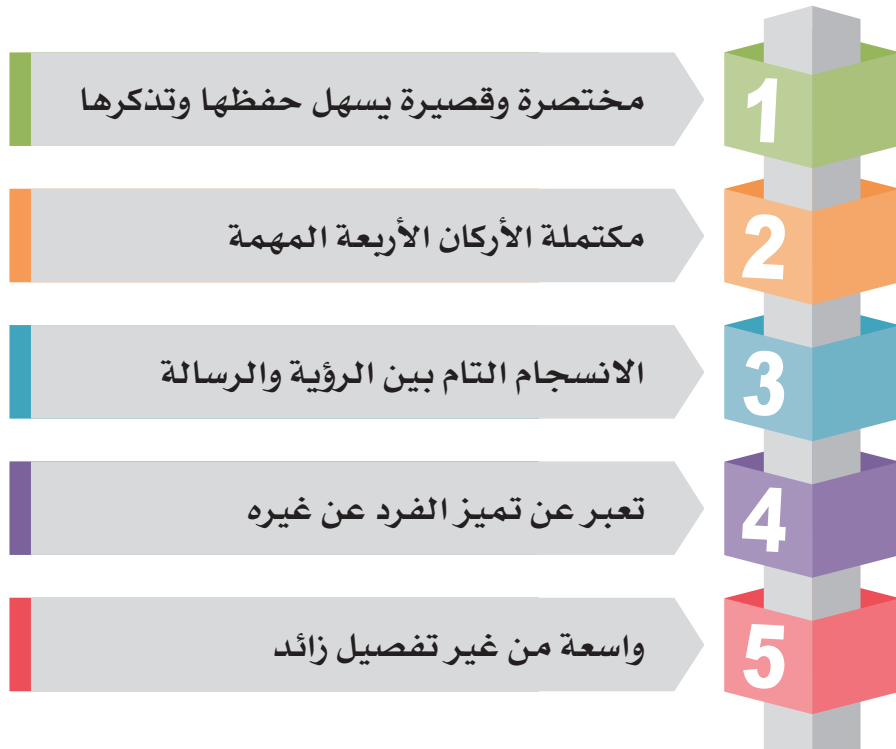 1
مختصرة وقصيرة يسهل حفظها وتذكرها
2
مكتملة الأركان الأربعة المهمة
3
الانسجام التام بين الرؤية والرسالة
4
تعبر عن تميز الفرد عن غيره
5
واسعة من غير تفصيل زائد